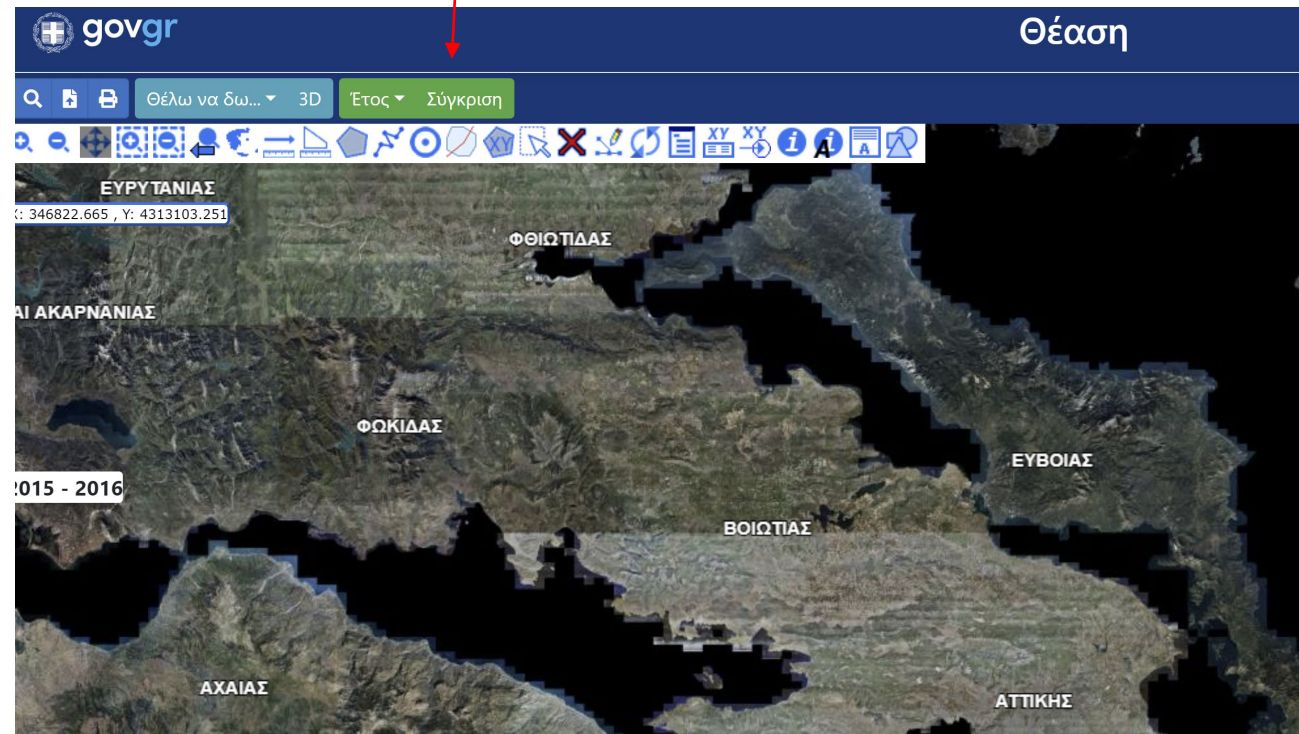 govgr
Θέαση
Θέλω να δω... 3D Έτος Σύγκριση
ΕΥΡΥΤΑΝΙΑΣ
X: 346822.665 , Y: 4313103.251
ΦΘΙΩΤΙΔΑΣ
ΑΙ ΑΚΑΡΝΑΝΙΑΣ
ΦΩΚΙΔΑΣ
ΕΥΒΟΙΑΣ
2015 - 2016
ΒΟΙΩΤΙΑΣ
ΑΧΑΙΑΣ
ΑΤΤΙΚΗΣ